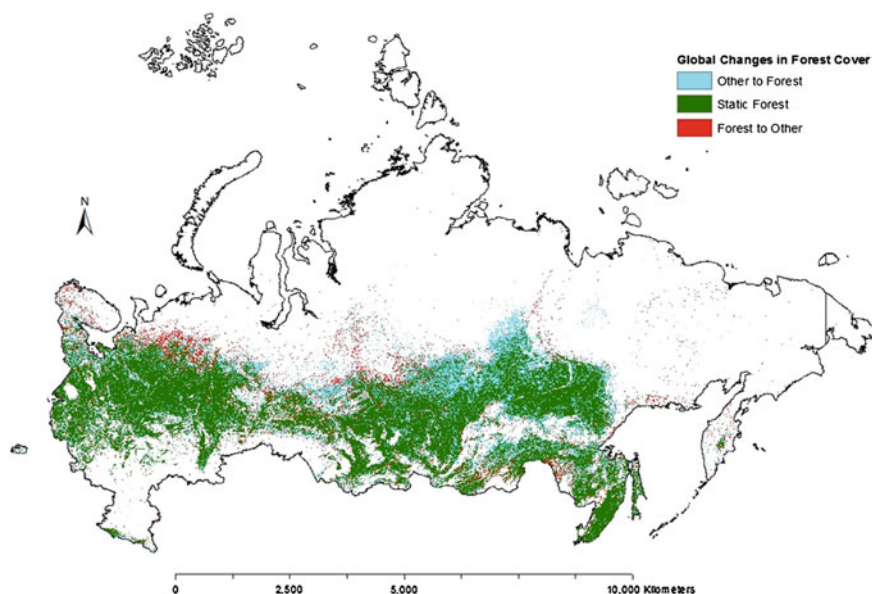 Global Changes in Forest Cover
Other to Forest
Static Forest
Forest to Other
N
0 2,500 5,000 10,000 Kilometers